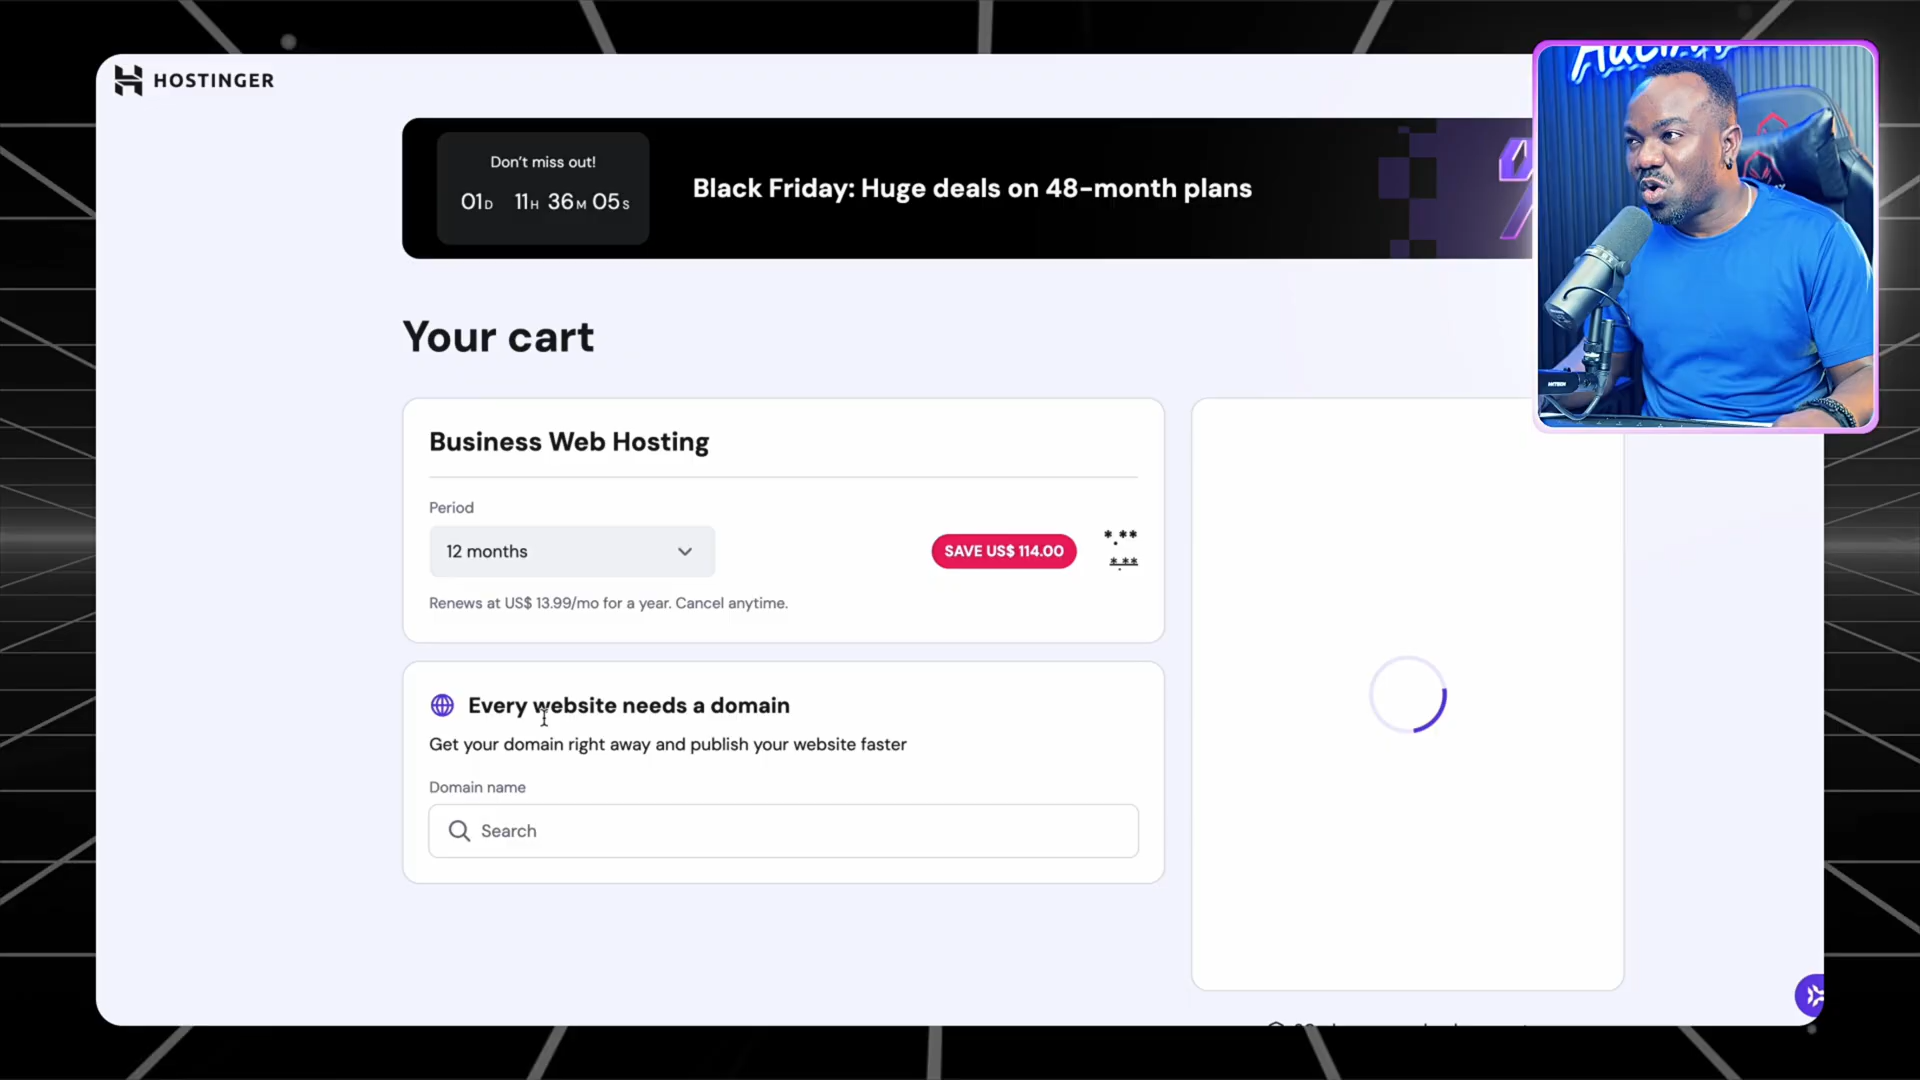 HOSTINGER
Don't miss out!
01D 11H 36M 05S
Black Friday: Huge deals on 48-month plans
Your cart
Business Web Hosting
Period
12 months
SAVE US$ 114.00
*.**
*.**
Renews at US$ 13.99/mo for a year. Cancel anytime.
Every website needs a domain
Get your domain right away and publish your website faster
Domain name
Search